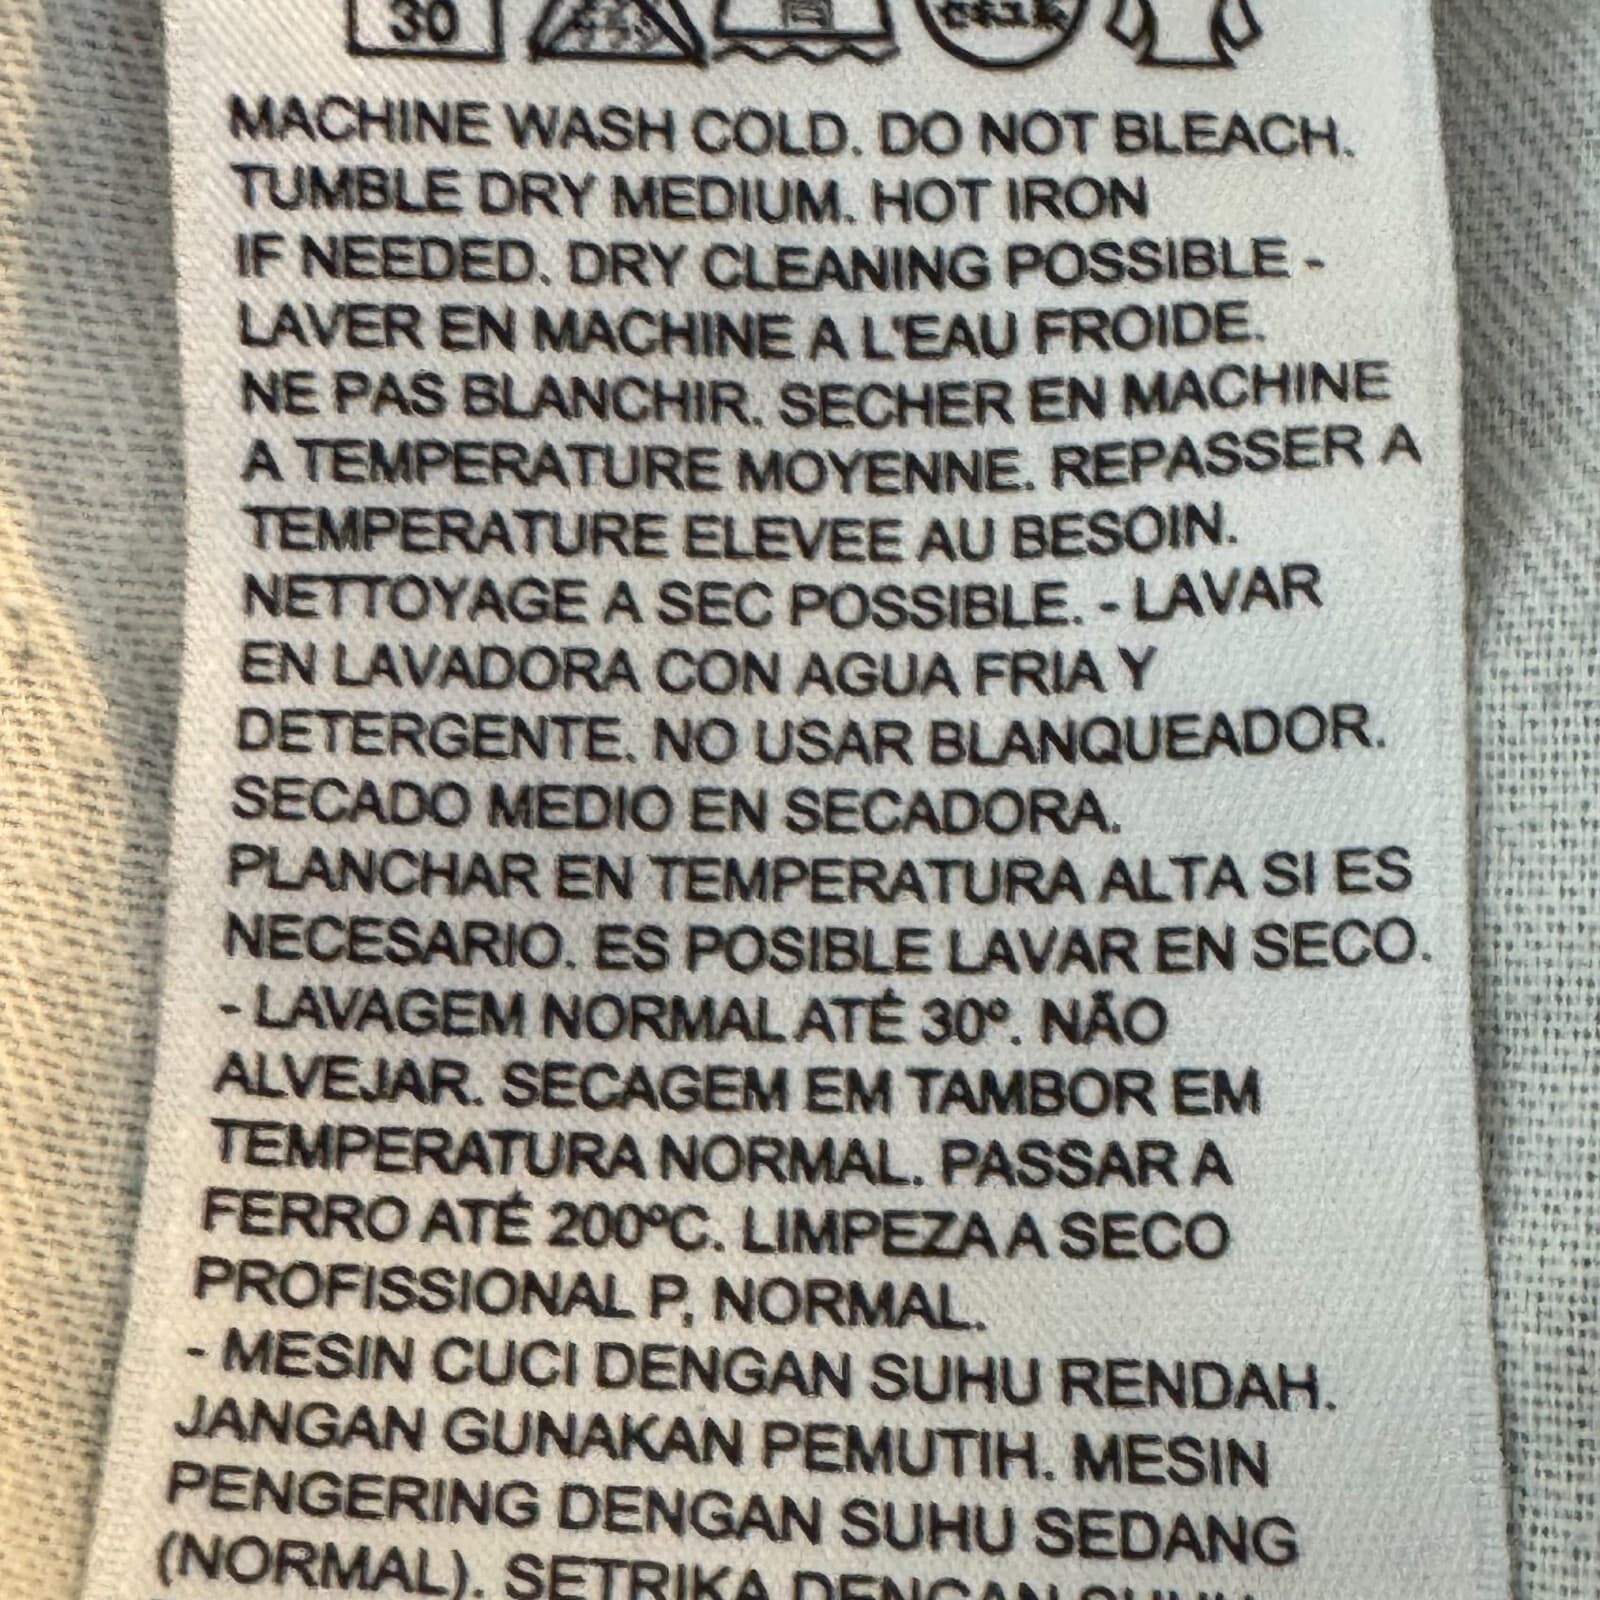 30
MACHINE WASH COLD. DO NOT BLEACH.
TUMBLE DRY MEDIUM. HOT IRON
IF NEEDED. DRY CLEANING POSSIBLE -
LAVER EN MACHINE A L'EAU FROIDE.
NE PAS BLANCHIR. SECHER EN MACHINE
A TEMPERATURE MOYENNE. REPASSER A
TEMPERATURE ELEVEE AU BESOIN.
NETTOYAGE A SEC POSSIBLE. - LAVAR
EN LAVADORA CON AGUA FRIA Y
DETERGENTE. NO USAR BLANQUEADOR.
SECADO MEDIO EN SECADORA.
PLANCHAR EN TEMPERATURA ALTA SI ES
NECESARIO. ES POSIBLE LAVAR EN SECO.
- LAVAGEM NORMAL ATÉ 30º. NÃO
ALVEJAR. SECAGEM EM TAMBOR EM
TEMPERATURA NORMAL. PASSAR A
FERRO ATÉ 200ºC. LIMPEZA A SECO
PROFISSIONAL P, NORMAL.
- MESIN CUCI DENGAN SUHU RENDAH.
JANGAN GUNAKAN PEMUTIH. MESIN
PENGERING DENGAN SUHU SEDANG
(NORMAL). SETRIKA DENGAN